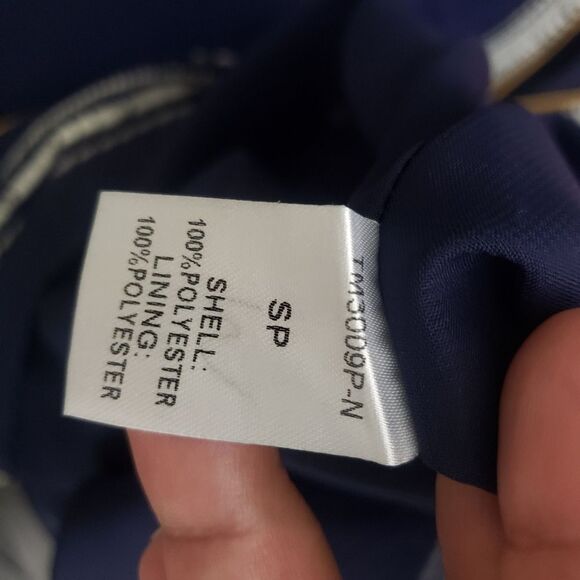 TM3009P-N
SP
SHELL:
100%POLYESTER
LINING:
100%POLYESTER